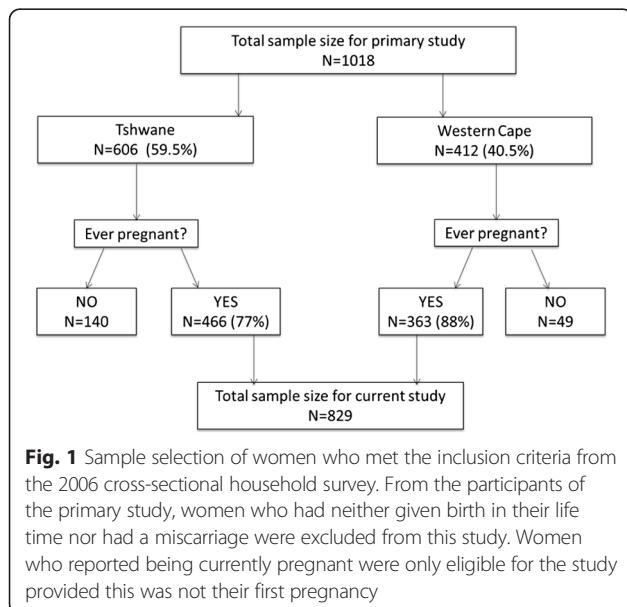 Total sample size for primary study
N=1018
Tshwane
N=606 (59.5%)
Western Cape
N=412 (40.5%)
Ever pregnant?
Ever pregnant?
NO
N=140
YES
N=466 (77%)
YES
N=363 (88%)
NO
N=49
Total sample size for current study
N=829
Fig. 1 Sample selection of women who met the inclusion criteria from
the 2006 cross-sectional household survey. From the participants of
the primary study, women who had neither given birth in their life
time nor had a miscarriage were excluded from this study. Women
who reported being currently pregnant were only eligible for the study
provided this was not their first pregnancy